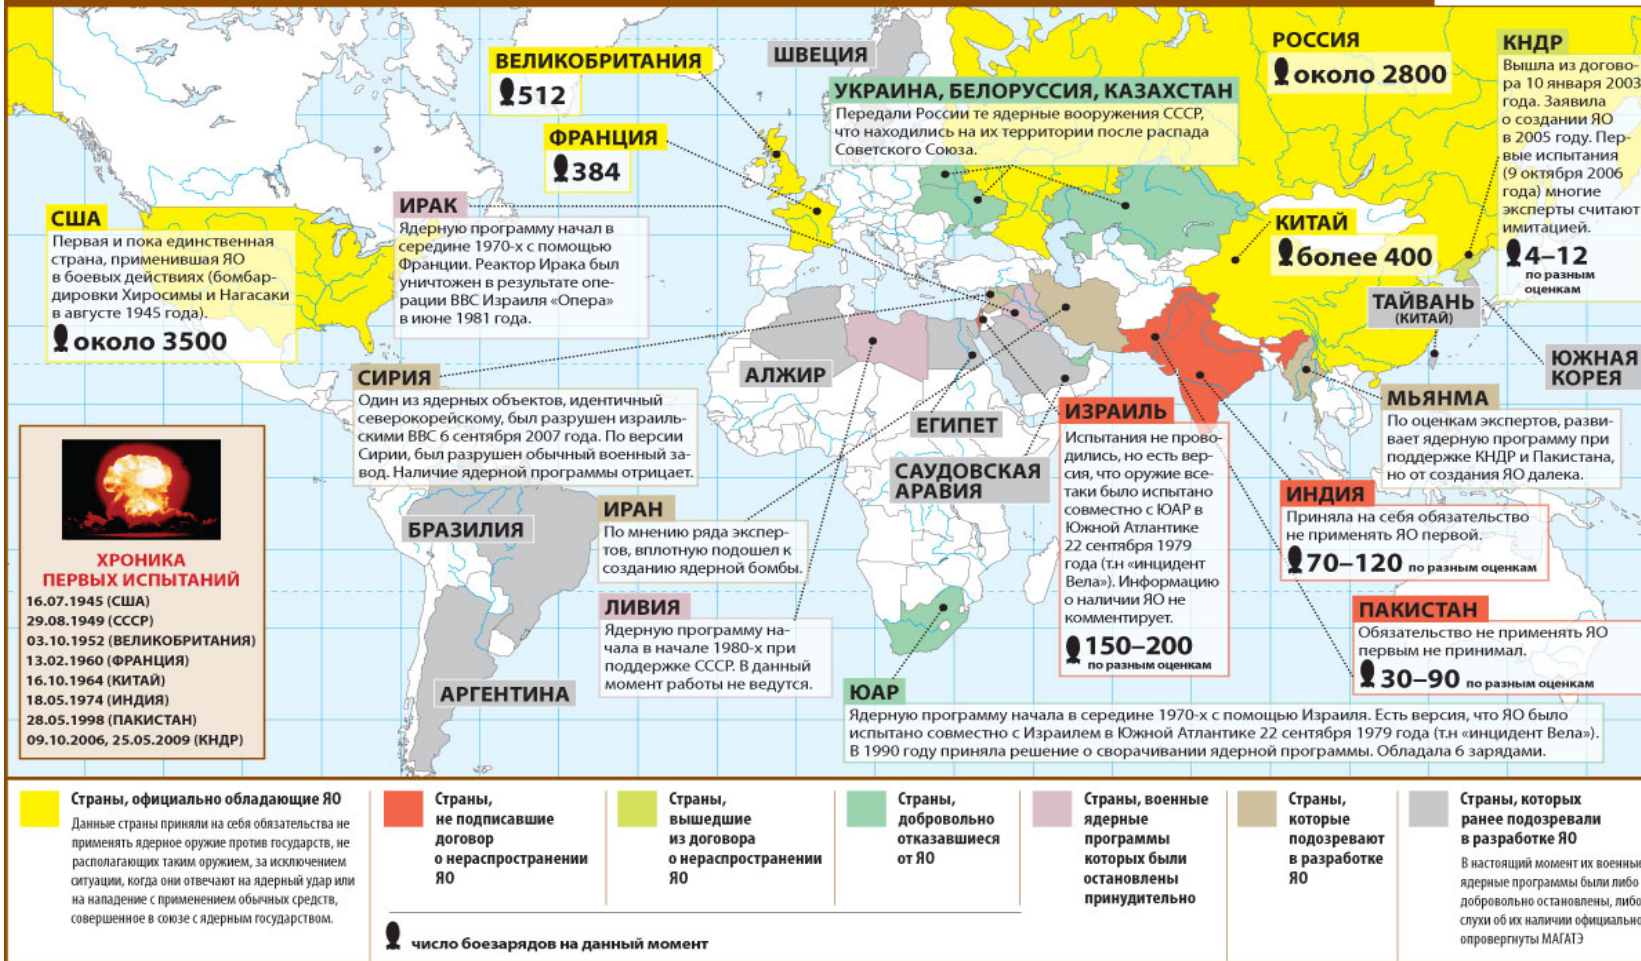 ВЕЛИКОБРИТАНИЯ
512
ФРАНЦИЯ
384
ШВЕЦИЯ
УКРАИНА, БЕЛОРУССИЯ, КАЗАХСТАН
Передали России те ядерные вооружения СССР,
что находились на их территории после распада
Советского Союза.
РОССИЯ
около 2800
КНДР
Вышла из догово-
ра 10 января 2003
года. Заявила
о создании ЯО
в 2005 году. Пер-
вые испытания
(9 октября 2006
года) многие
эксперты считают
имитацией.
4–12
по разным
оценкам
США
Первая и пока единственная
страна, применившая ЯО
в боевых действиях (бомбар-
дировки Хиросимы и Нагасаки
в августе 1945 года).
около 3500
ИРАК
Ядерную программу начал в
середине 1970-х с помощью
Франции. Реактор Ирака был
уничтожен в результате опе-
рации ВВС Израиля «Опера»
в июне 1981 года.
КИТАЙ
более 400
ТАЙВАНЬ
(КИТАЙ)
ЮЖНАЯ
КОРЕЯ
СИРИЯ
Один из ядерных объектов, идентичный
северокорейскому, был разрушен израиль-
скими ВВС 6 сентября 2007 года. По версии
Сирии, был разрушен обычный военный за-
вод. Наличие ядерной программы отрицает.
АЛЖИР
ЕГИПЕТ
САУДОВСКАЯ
АРАВИЯ
ИЗРАИЛЬ
Испытания не прово-
дились, но есть вер-
сия, что оружие все-
таки было испытано
совместно с ЮАР в
Южной Атлантике
22 сентября 1979
года (т.н «инцидент
Вела»). Информацию
о наличии ЯО не
комментирует.
150–200
по разным оценкам
МЬЯНМА
По оценкам экспертов, разви-
вает ядерную программу при
поддержке КНДР и Пакистана,
но от создания ЯО далека.
ИНДИЯ
Приняла на себя обязательство
не применять ЯО первой.
70–120 по разным оценкам
ПАКИСТАН
Обязательство не применять ЯО
первым не принимал.
30–90 по разным оценкам
БРАЗИЛИЯ
ИРАН
По мнению ряда экспер-
тов, вплотную подошел к
созданию ядерной бомбы.
ЛИВИЯ
Ядерную программу на-
чала в начале 1980-х при
поддержке СССР. В данный
момент работы не ведутся.
АРГЕНТИНА
ЮАР
Ядерную программу начала в середине 1970-х с помощью Израиля. Есть версия, что ЯО было
испытано совместно с Израилем в Южной Атлантике 22 сентября 1979 года (т.н «инцидент Вела»).
В 1990 году приняла решение о сворачивании ядерной программы. Обладала 6 зарядами.
ХРОНИКА
ПЕРВЫХ ИСПЫТАНИЙ
16.07.1945 (США)
29.08.1949 (СССР)
03.10.1952 (ВЕЛИКОБРИТАНИЯ)
13.02.1960 (ФРАНЦИЯ)
16.10.1964 (КИТАЙ)
18.05.1974 (ИНДИЯ)
28.05.1998 (ПАКИСТАН)
09.10.2006, 25.05.2009 (КНДР)
Страны, официально обладающие ЯО
Данные страны приняли на себя обязательства не
применять ядерное оружие против государств, не
располагающих таким оружием, за исключением
ситуации, когда они отвечают на ядерный удар или
на нападение с применением обычных средств,
совершенное в союзе с ядерным государством.
Страны,
не подписавшие
договор
о нераспространении
ЯО
Страны,
вышедшие
из договора
о нераспространении
ЯО
Страны,
добровольно
отказавшиеся
от ЯО
Страны, военные
ядерные
программы
которых были
остановлены
принудительно
Страны,
которые
подозревают
в разработке
ЯО
Страны, которых
ранее подозревали
в разработке ЯО
В настоящий момент их военные
ядерные программы были либо
добровольно остановлены, либо
слухи об их наличии официально
опровергнуты МАГАТЭ
число боезарядов на данный момент